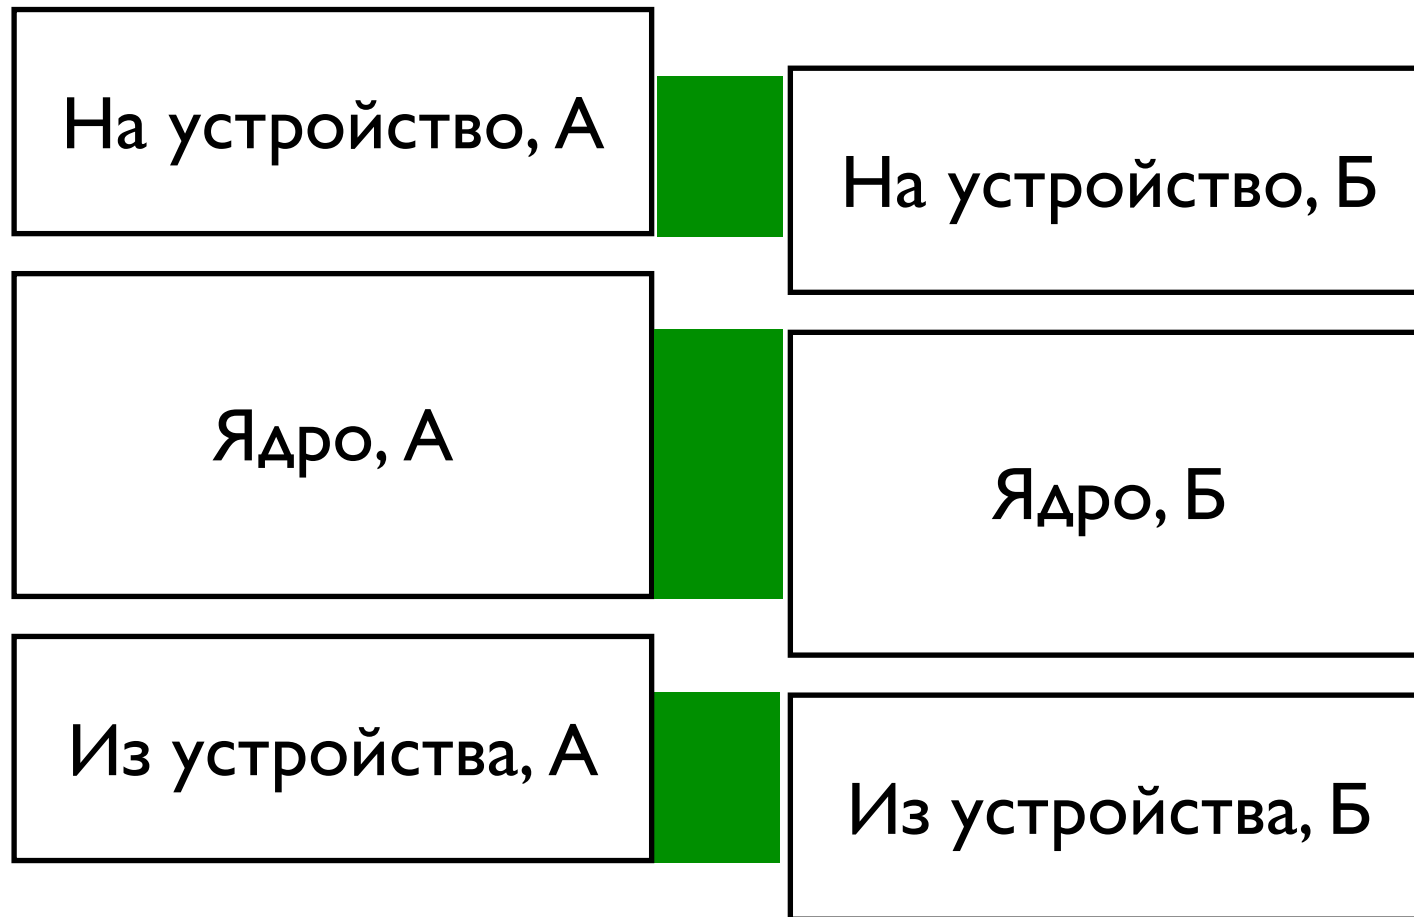 На устройство, А
На устройство, Б
Ядро, А
Ядро, Б
Из устройства, А
Из устройства, Б